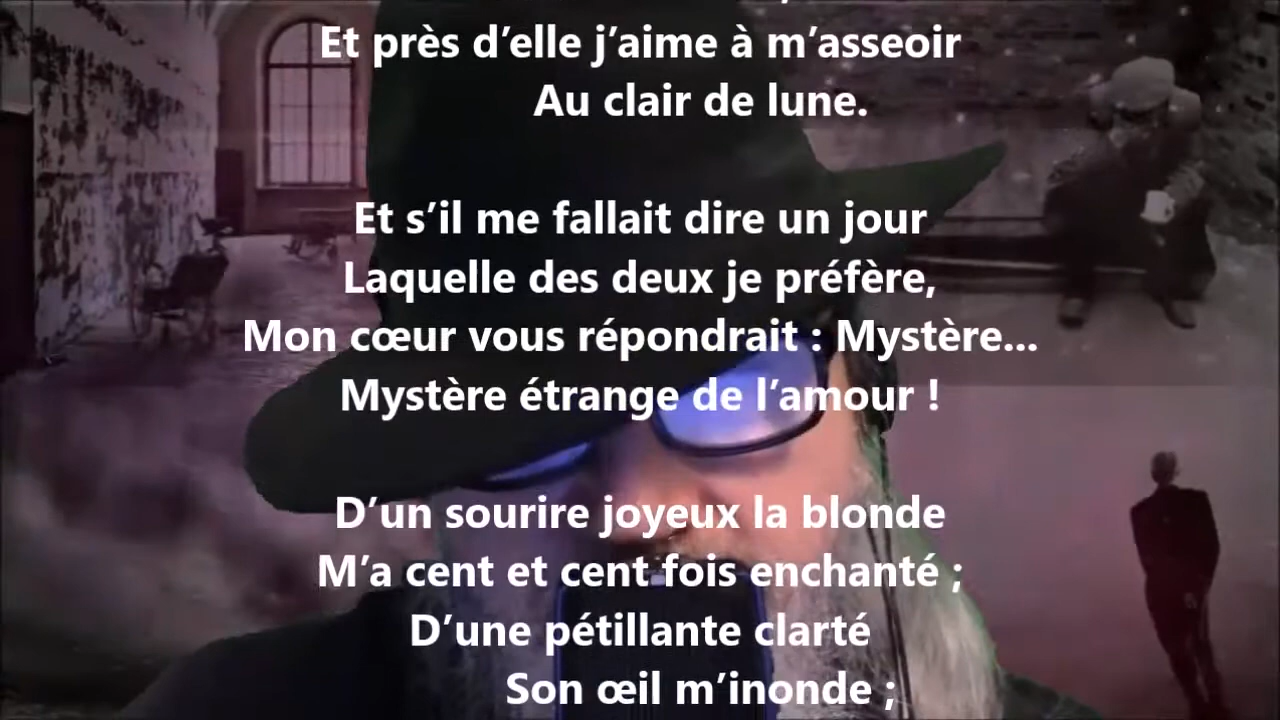 Et près d’elle j’aime à m’asseoir
Au clair de lune.
Et s’il me fallait dire un jour
Laquelle des deux je préfère,
Mon cœur vous répondrait : Mystère...
Mystère étrange de l’amour !
D’un sourire joyeux la blonde
M’a cent et cent fois enchanté ;
D’une pétillante clarté
Son œil m’inonde ;